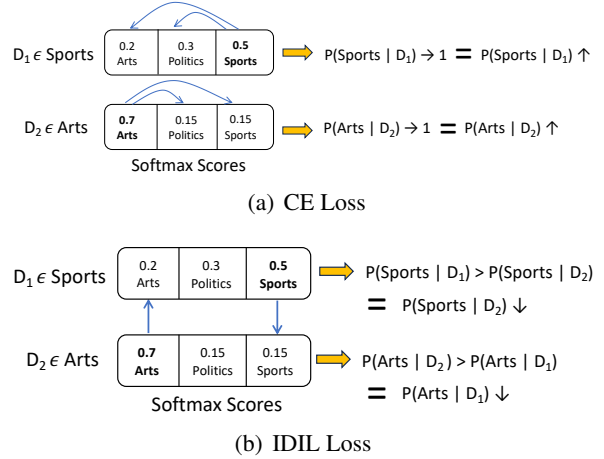 D₁ ϵ Sports
0.2 0.3 0.5
Arts Politics Sports
P(Sports | D₁) → 1 = P(Sports | D₁) ↑
D₂ ϵ Arts
0.7 0.15 0.15
Arts Politics Sports
P(Arts | D₂) → 1 = P(Arts | D₂) ↑
Softmax Scores
(a) CE Loss
D₁ ϵ Sports
0.2 0.3 0.5
Arts Politics Sports
P(Sports | D₁) > P(Sports | D₂)
= P(Sports | D₂) ↓
D₂ ϵ Arts
0.7 0.15 0.15
Arts Politics Sports
P(Arts | D₂) > P(Arts | D₁)
= P(Arts | D₁) ↓
Softmax Scores
(b) IDIL Loss